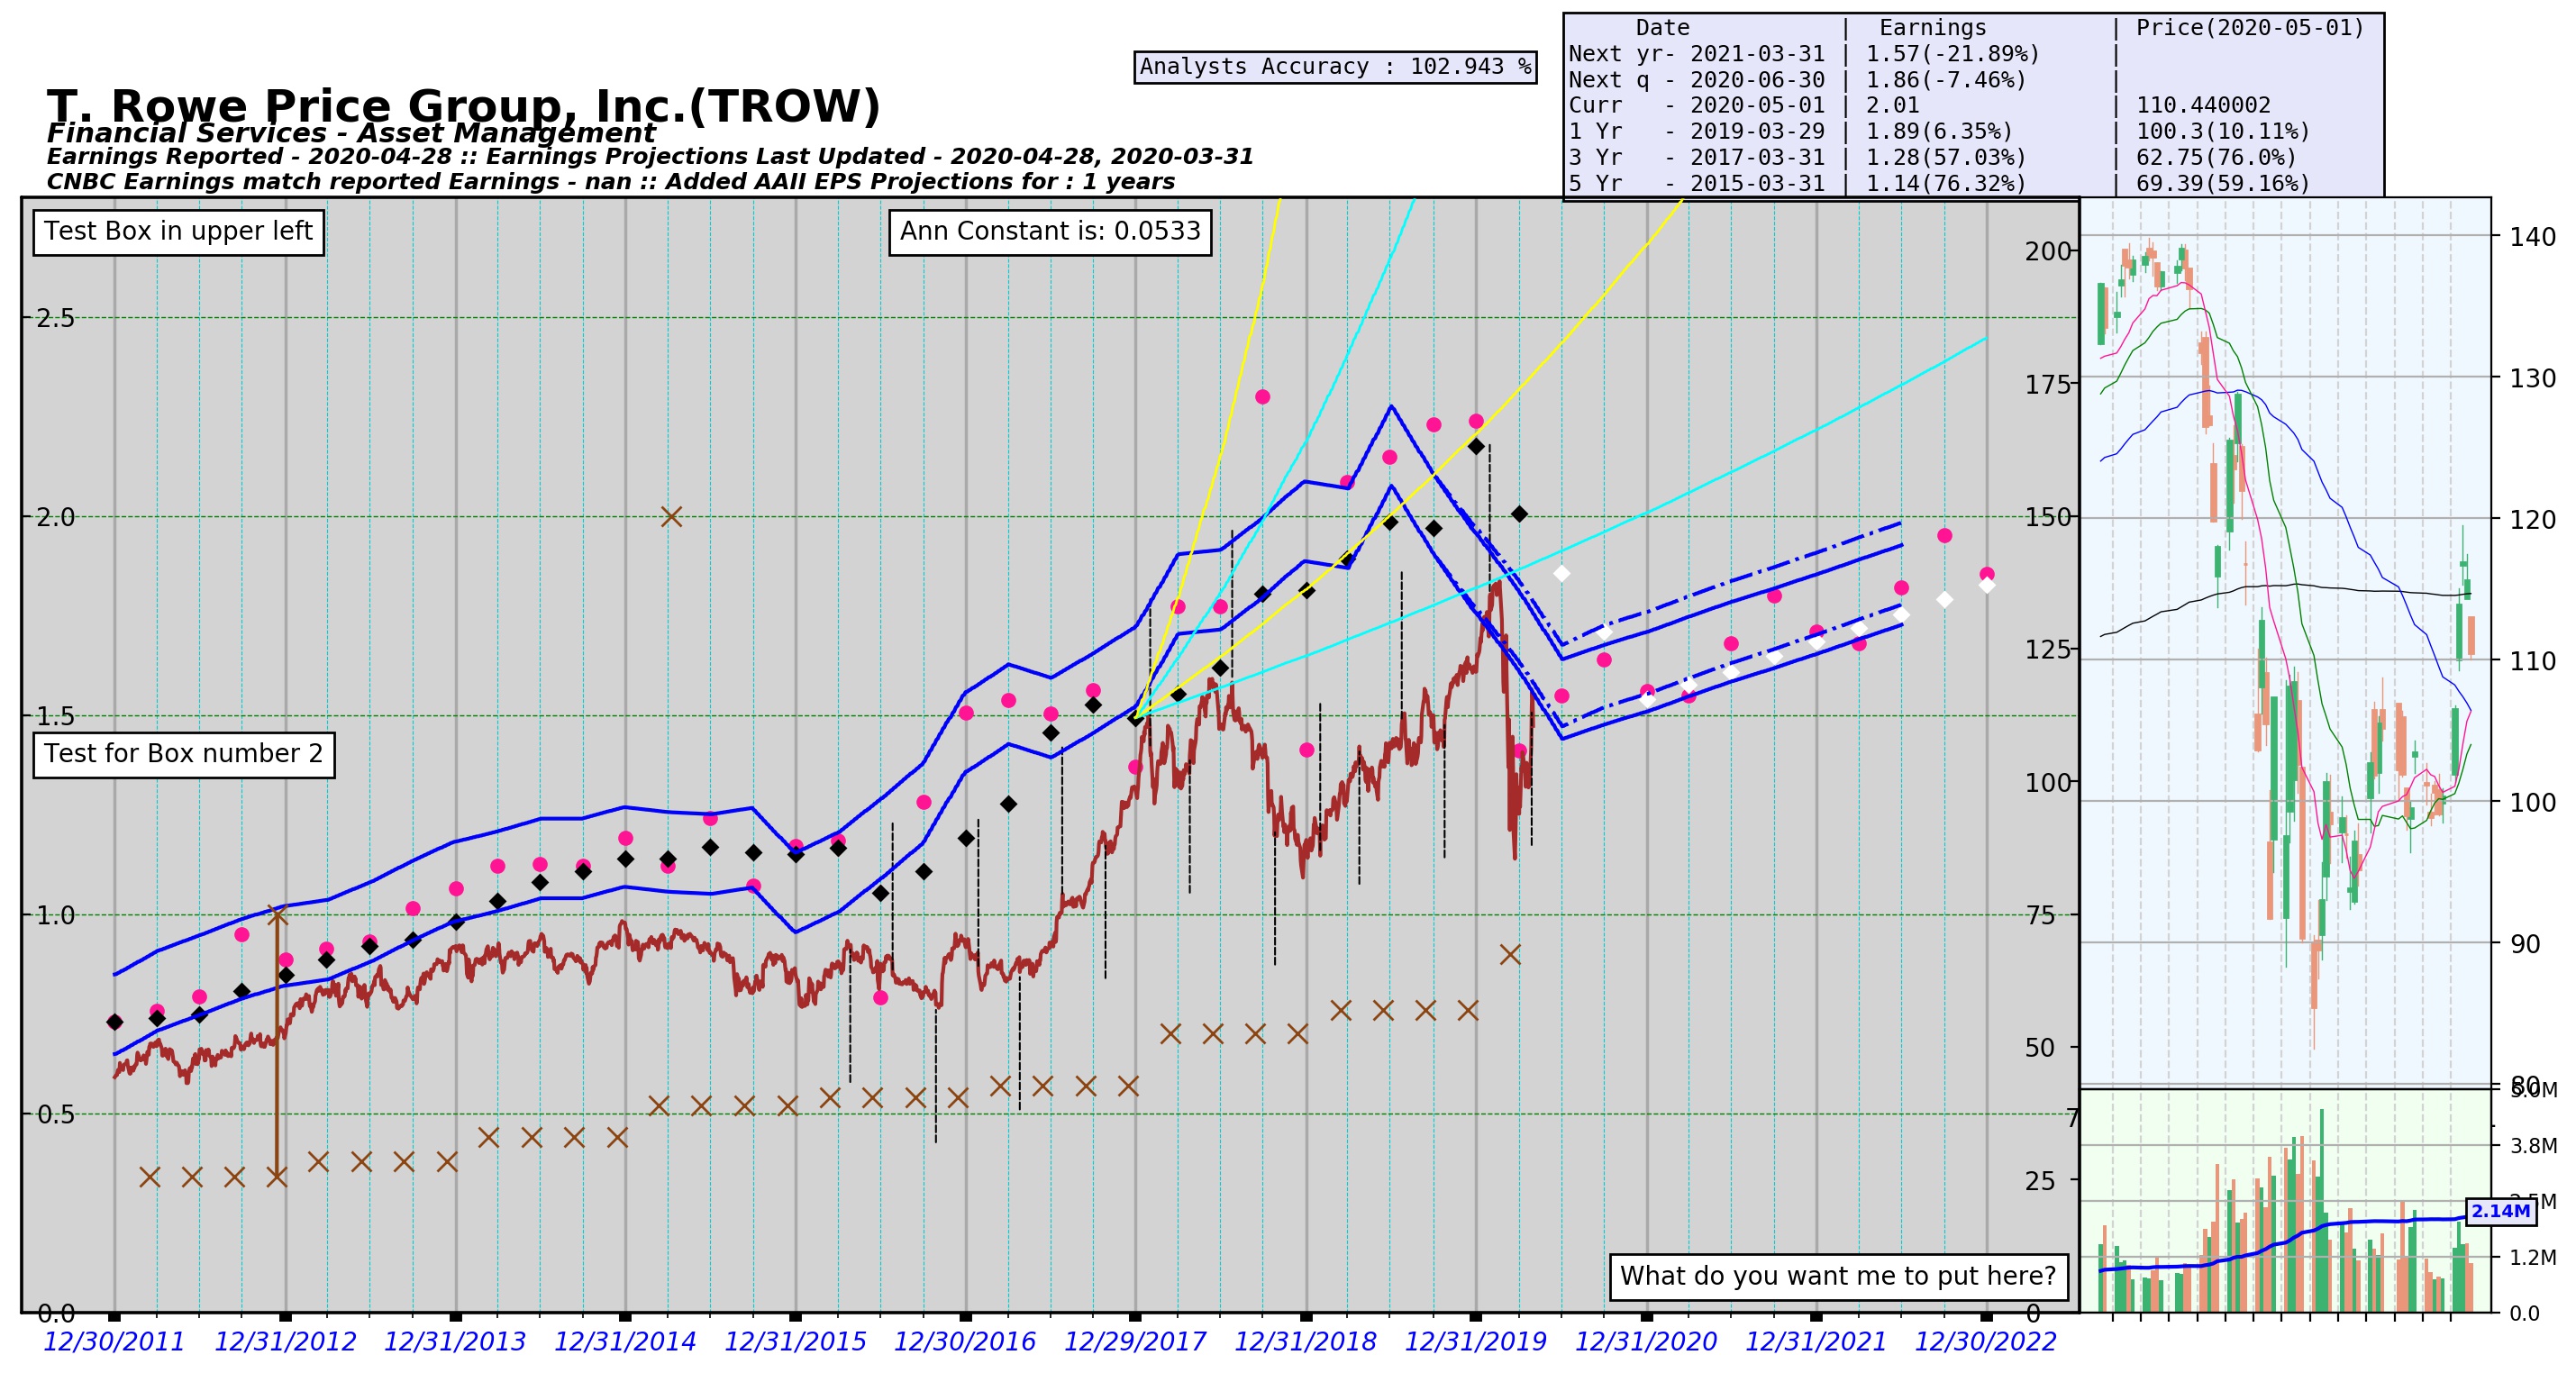 Date | Earnings | Price(2020-05-01)
Next yr- 2021-03-31 | 1.57(-21.89%) |
Next q - 2020-06-30 | 1.86(-7.46%) |
Curr - 2020-05-01 | 2.01 | 110.440002
1 Yr - 2019-03-29 | 1.89(6.35%) | 100.3(10.11%)
3 Yr - 2017-03-31 | 1.28(57.03%) | 62.75(76.0%)
5 Yr - 2015-03-31 | 1.14(76.32%) | 69.39(59.16%)
Analysts Accuracy : 102.943 %
T. Rowe Price Group, Inc.(TROW)
Financial Services - Asset Management
Earnings Reported - 2020-04-28 :: Earnings Projections Last Updated - 2020-04-28, 2020-03-31
CNBC Earnings match reported Earnings - nan :: Added AAII EPS Projections for : 1 years
Test Box in upper left
Ann Constant is: 0.0533
Test for Box number 2
What do you want me to put here?
2.5
2.0
1.5
1.0
0.5
0.0
200
175
150
125
100
75
50
25
0
140
130
120
110
100
90
80
5.0M
3.8M
2.14M
1.2M
0.0
12/30/2011 12/31/2012 12/31/2013 12/31/2014 12/31/2015 12/30/2016 12/29/2017 12/31/2018 12/31/2019 12/31/2020 12/31/2021 12/30/2022